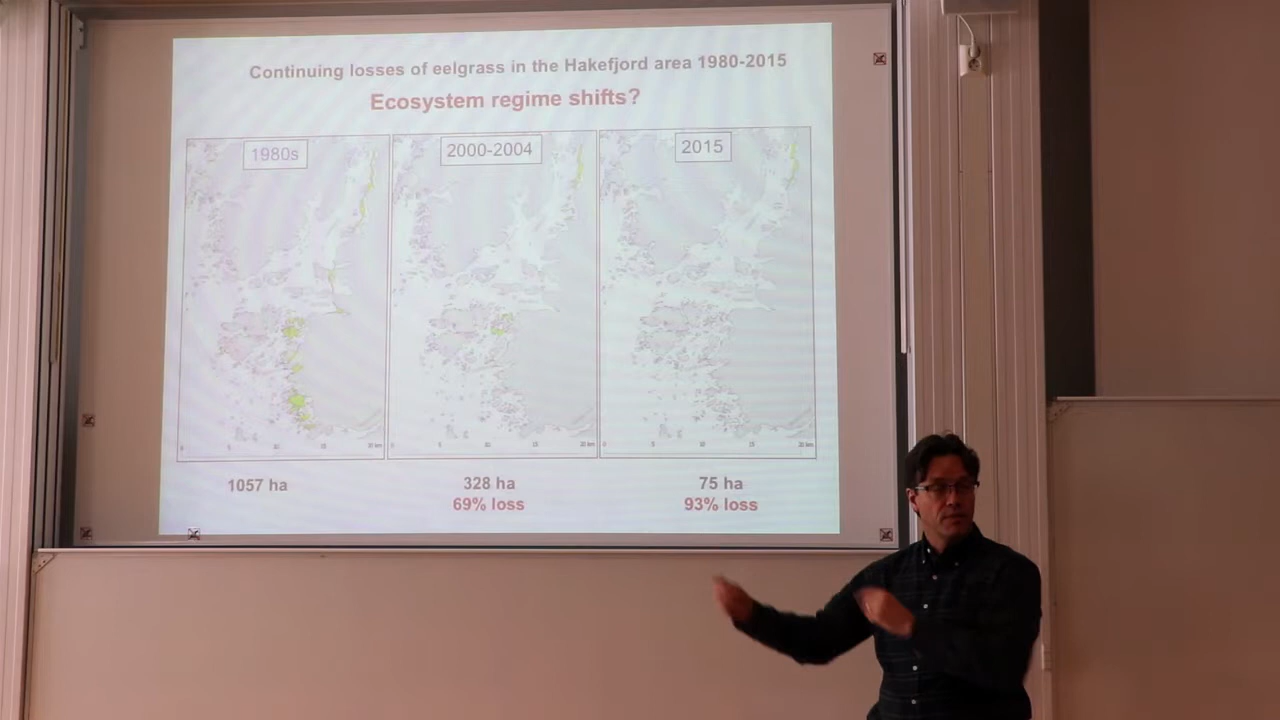 Continuing losses of eelgrass in the Hakefjord area 1980-2015
Ecosystem regime shifts?
1980s
2000-2004
2015
1057 ha
328 ha
75 ha
69% loss
93% loss